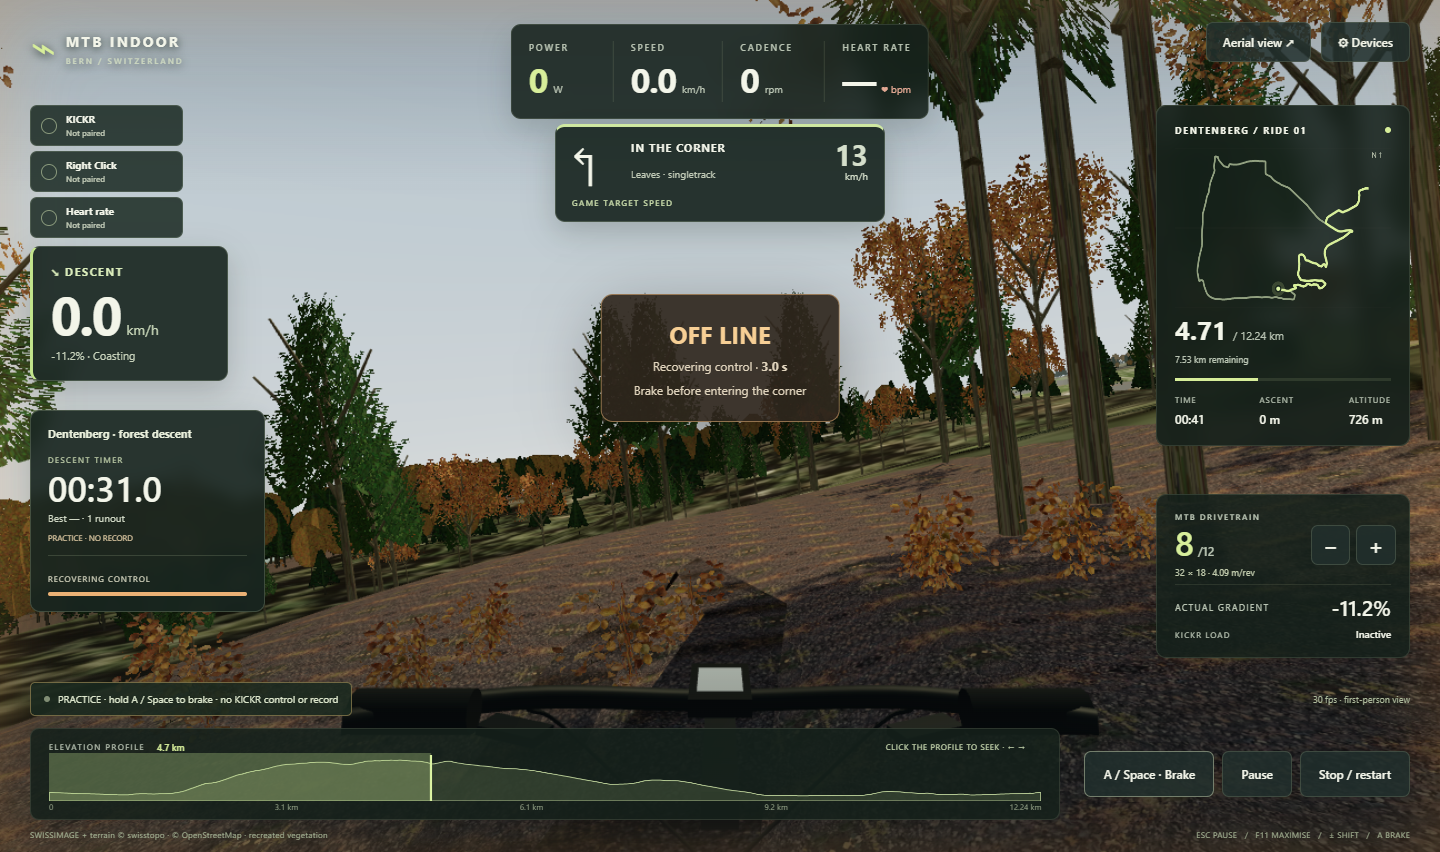 MTB INDOOR
BERN / SWITZERLAND
POWER
0 W
SPEED
0.0 km/h
CADENCE
0 rpm
HEART RATE
— ♥ bpm
Aerial view ↗
⚙ Devices
KICKR
Not paired
Right Click
Not paired
Heart rate
Not paired
IN THE CORNER
Leaves · singletrack
13
km/h
GAME TARGET SPEED
DENTENBERG / RIDE 01
N↑
4.71 / 12.24 km
7.53 km remaining
TIME
00:41
ASCENT
0 m
ALTITUDE
726 m
↘ DESCENT
0.0 km/h
-11.2% · Coasting
OFF LINE
Recovering control · 3.0 s
Brake before entering the corner
Dentenberg · forest descent
DESCENT TIMER
00:31.0
Best — · 1 runout
PRACTICE · NO RECORD
RECOVERING CONTROL
MTB DRIVETRAIN
8 /12
32 × 18 · 4.09 m/rev
− +
ACTUAL GRADIENT
-11.2%
KICKR LOAD
Inactive
PRACTICE · hold A / Space to brake · no KICKR control or record
30 fps · first-person view
ELEVATION PROFILE 4.7 km
CLICK THE PROFILE TO SEEK · ← →
0 3.1 km 6.1 km 9.2 km 12.24 km
A / Space · Brake
Pause
Stop / restart
SWISSIMAGE + terrain © swisstopo · © OpenStreetMap · recreated vegetation
ESC PAUSE / F11 MAXIMISE / ± SHIFT / A BRAKE